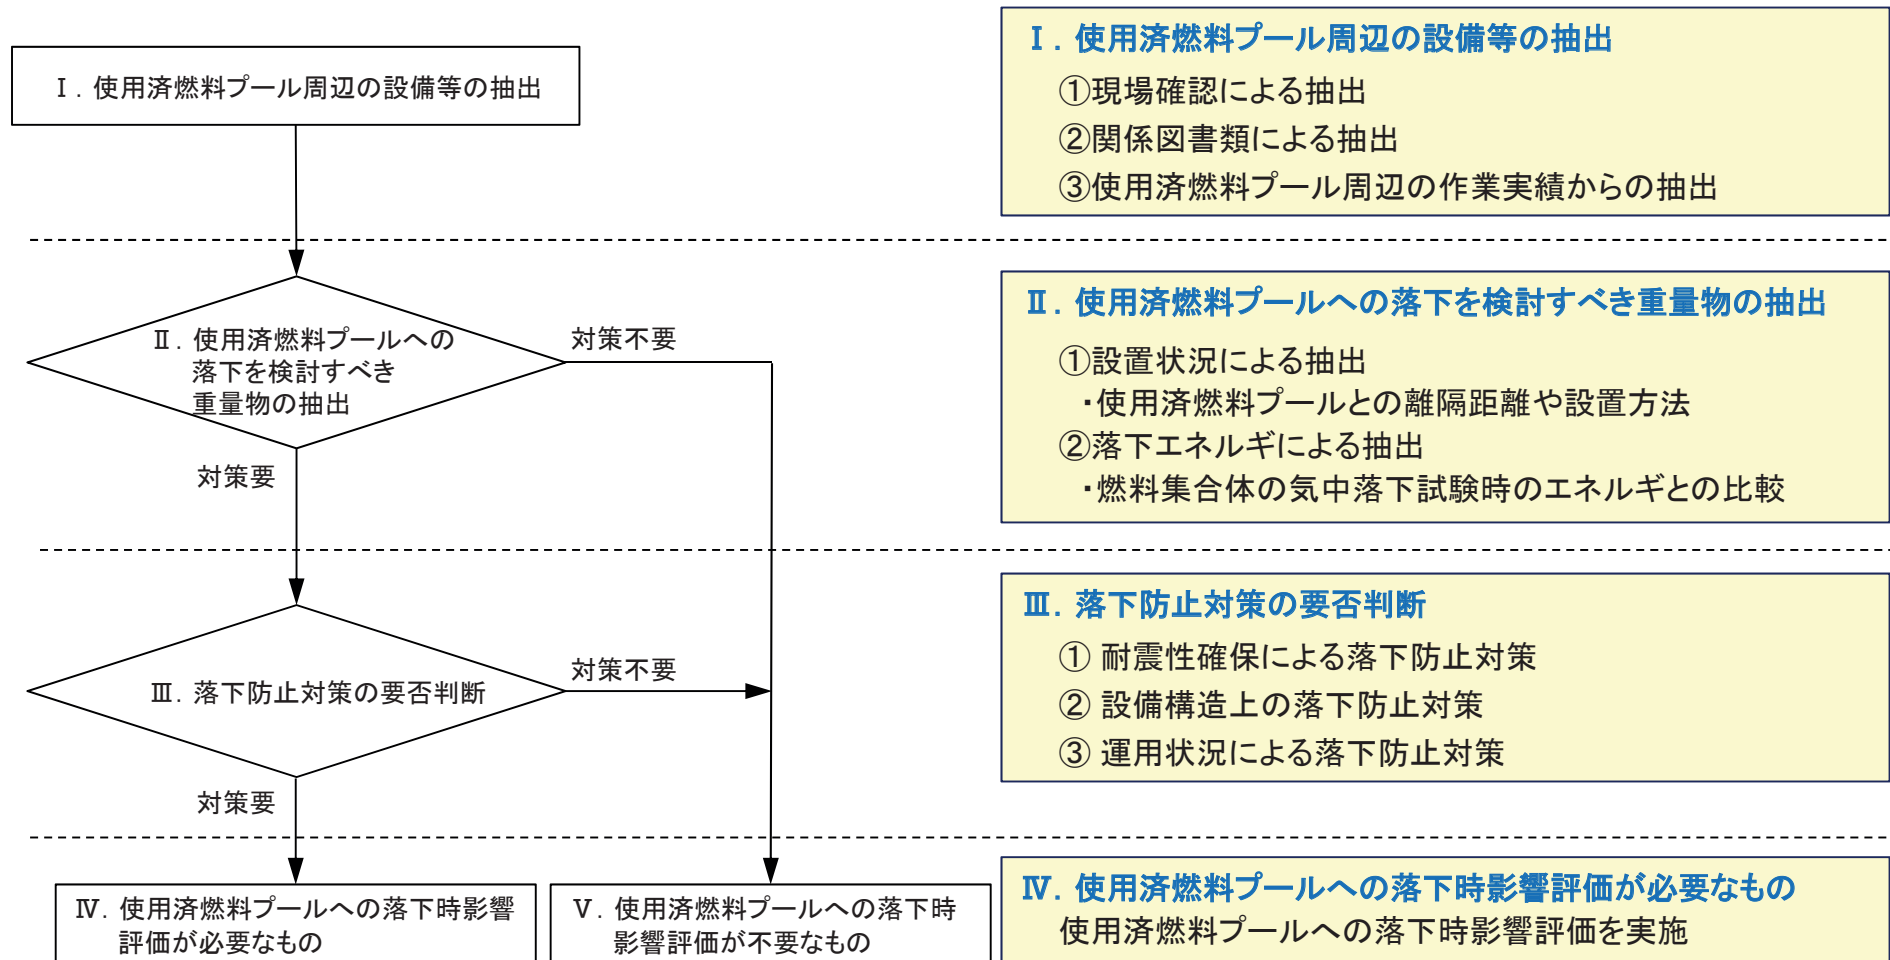 Ⅰ. 使用済燃料プール周辺の設備等の抽出
Ⅱ. 使用済燃料プールへの
落下を検討すべき
重量物の抽出
対策不要
対策要
Ⅲ. 落下防止対策の要否判断
対策不要
対策要
Ⅳ. 使用済燃料プールへの落下時影響
評価が必要なもの
Ⅴ. 使用済燃料プールへの落下時
影響評価が不要なもの
Ⅰ. 使用済燃料プール周辺の設備等の抽出
①現場確認による抽出
②関係図書類による抽出
③使用済燃料プール周辺の作業実績からの抽出
Ⅱ. 使用済燃料プールへの落下を検討すべき重量物の抽出
①設置状況による抽出
・使用済燃料プールとの離隔距離や設置方法
②落下エネルギによる抽出
・燃料集合体の気中落下試験時のエネルギとの比較
Ⅲ. 落下防止対策の要否判断
① 耐震性確保による落下防止対策
② 設備構造上の落下防止対策
③ 運用状況による落下防止対策
Ⅳ. 使用済燃料プールへの落下時影響評価が必要なもの
使用済燃料プールへの落下時影響評価を実施